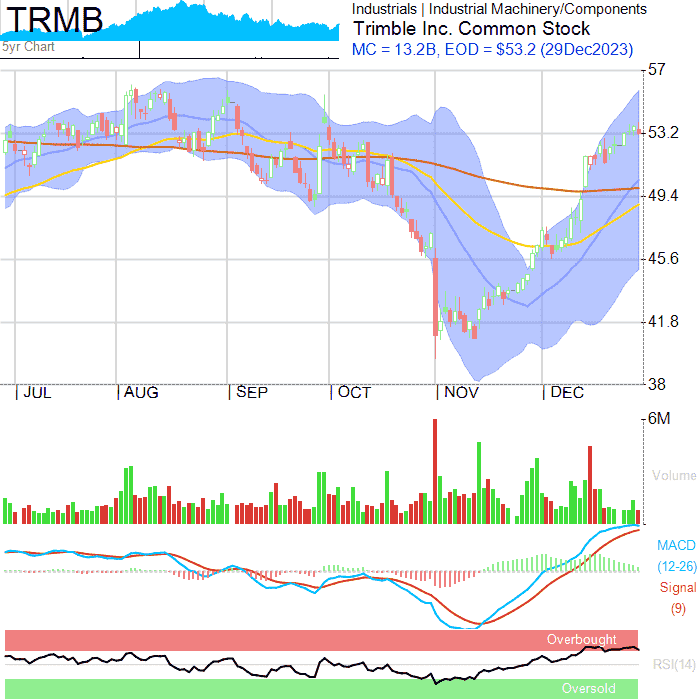 TRMB
5yr Chart
Industrials | Industrial Machinery/Components
Trimble Inc. Common Stock
MC = 13.2B, EOD = $53.2 (29Dec2023)
57
53.2
49.4
45.6
41.8
38
| JUL | AUG | SEP | OCT | NOV | DEC
6M
Volume
MACD
(12-26)
Signal
(9)
Overbought
RSI(14)
Oversold